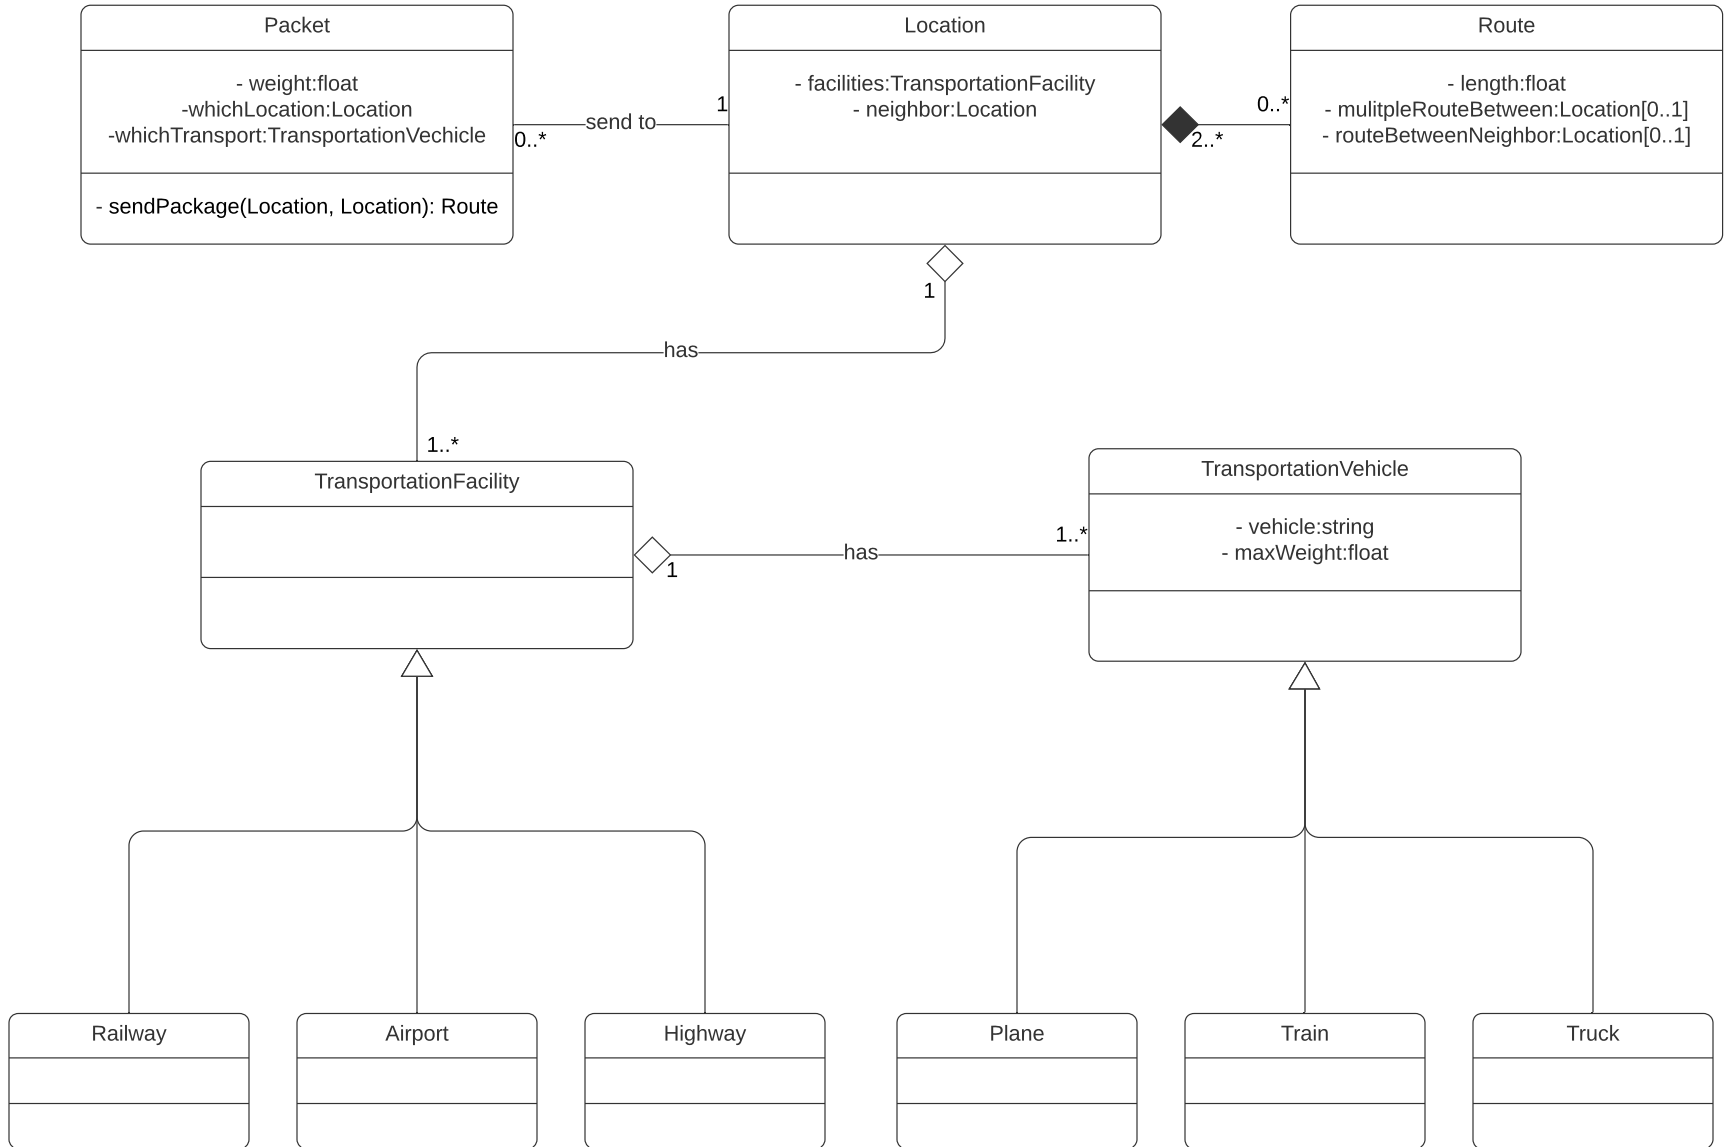 Packet
- weight:float
-whichLocation:Location
-whichTransport:TransportationVechicle
- sendPackage(Location, Location): Route
0..*
send to
1
Location
- facilities:TransportationFacility
- neighbor:Location
2..*
0..*
Route
- length:float
- mulitpleRouteBetween:Location[0..1]
- routeBetweenNeighbor:Location[0..1]
1
has
1..*
TransportationFacility
1
has
1..*
TransportationVehicle
- vehicle:string
- maxWeight:float
Railway
Airport
Highway
Plane
Train
Truck